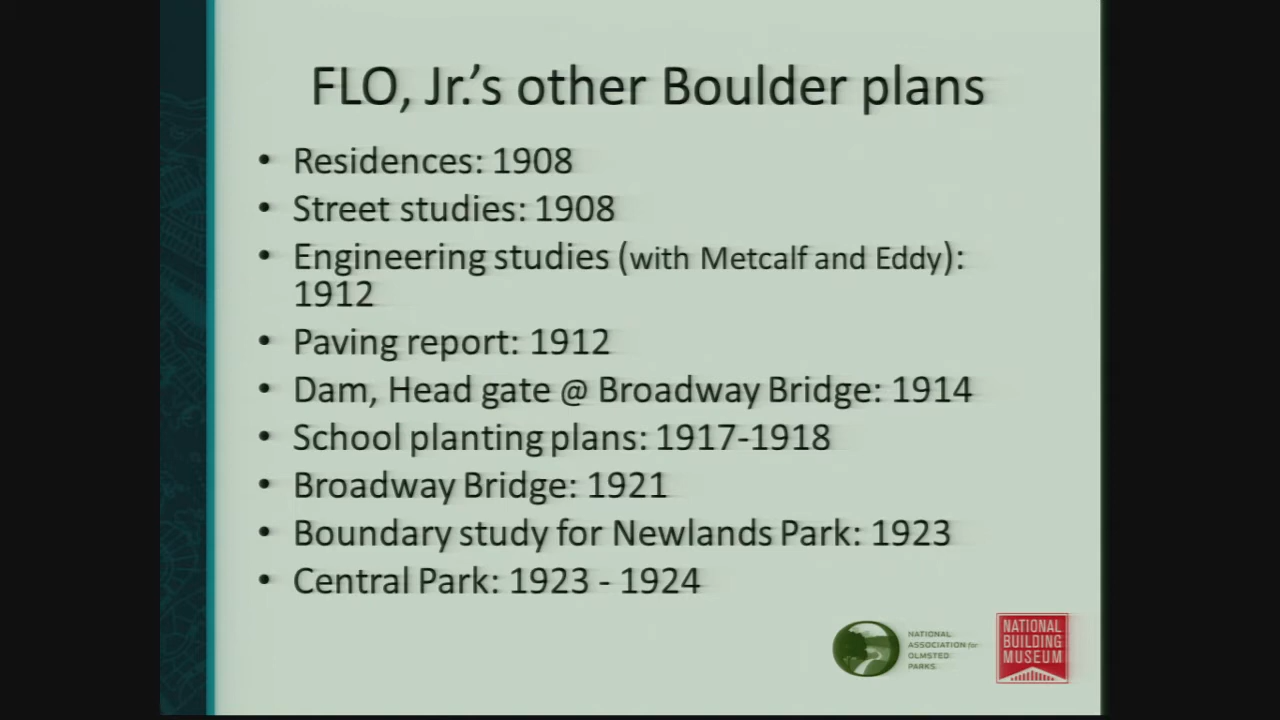 FLO, Jr.'s other Boulder plans
• Residences: 1908
• Street studies: 1908
• Engineering studies (with Metcalf and Eddy):
1912
• Paving report: 1912
• Dam, Head gate @ Broadway Bridge: 1914
• School planting plans: 1917-1918
• Broadway Bridge: 1921
• Boundary study for Newlands Park: 1923
• Central Park: 1923 - 1924
NATIONAL
ASSOCIATION for
OLMSTED
PARKS
NATIONAL
BUILDING
MUSEUM